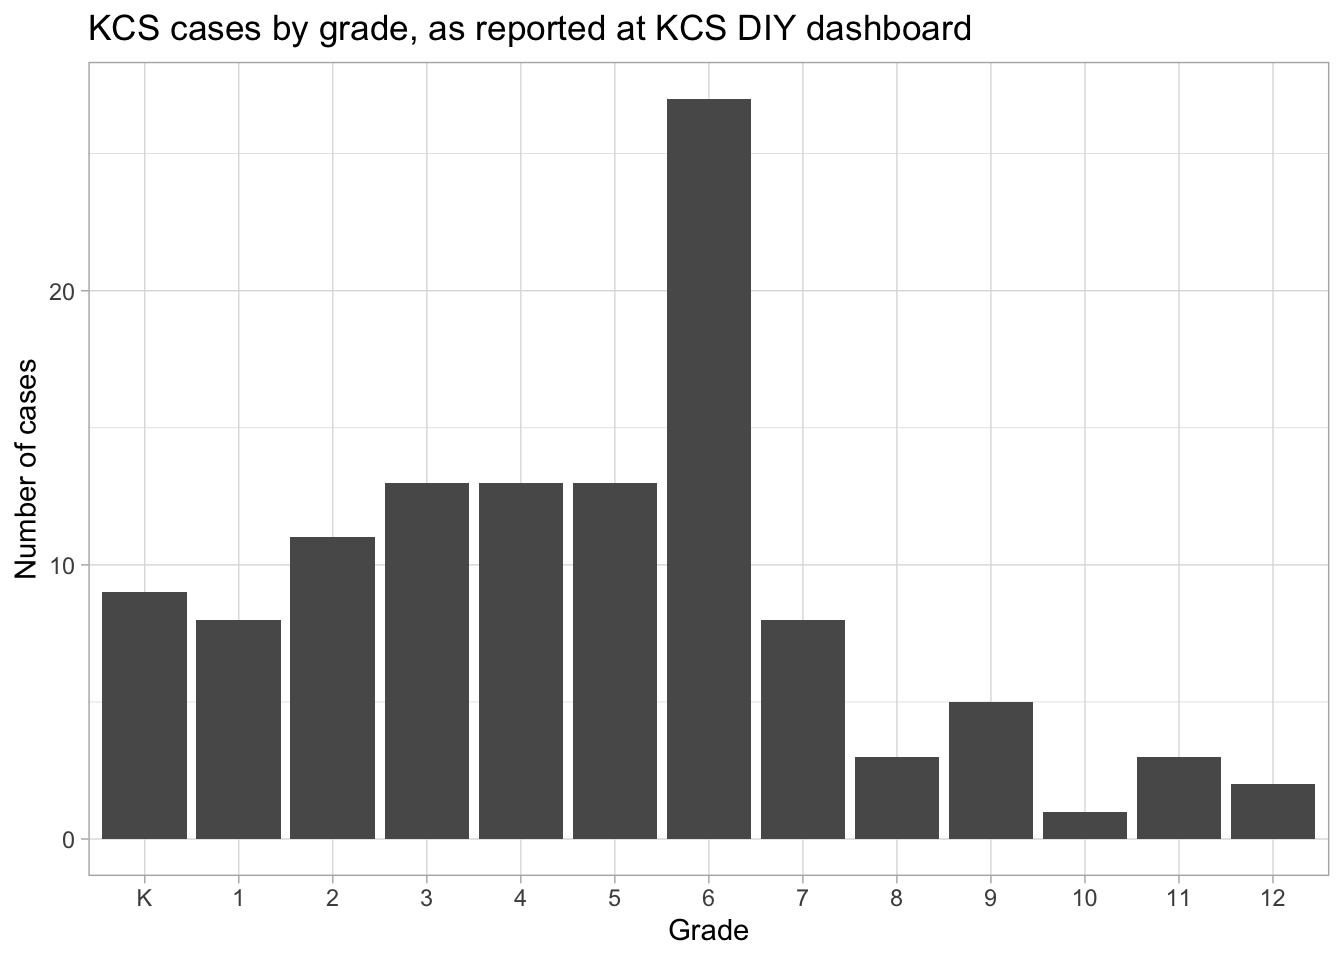 KCS cases by grade, as reported at KCS DIY dashboard
Number of cases
20
10
0
K 1 2 3 4 5 6 7 8 9 10 11 12
Grade